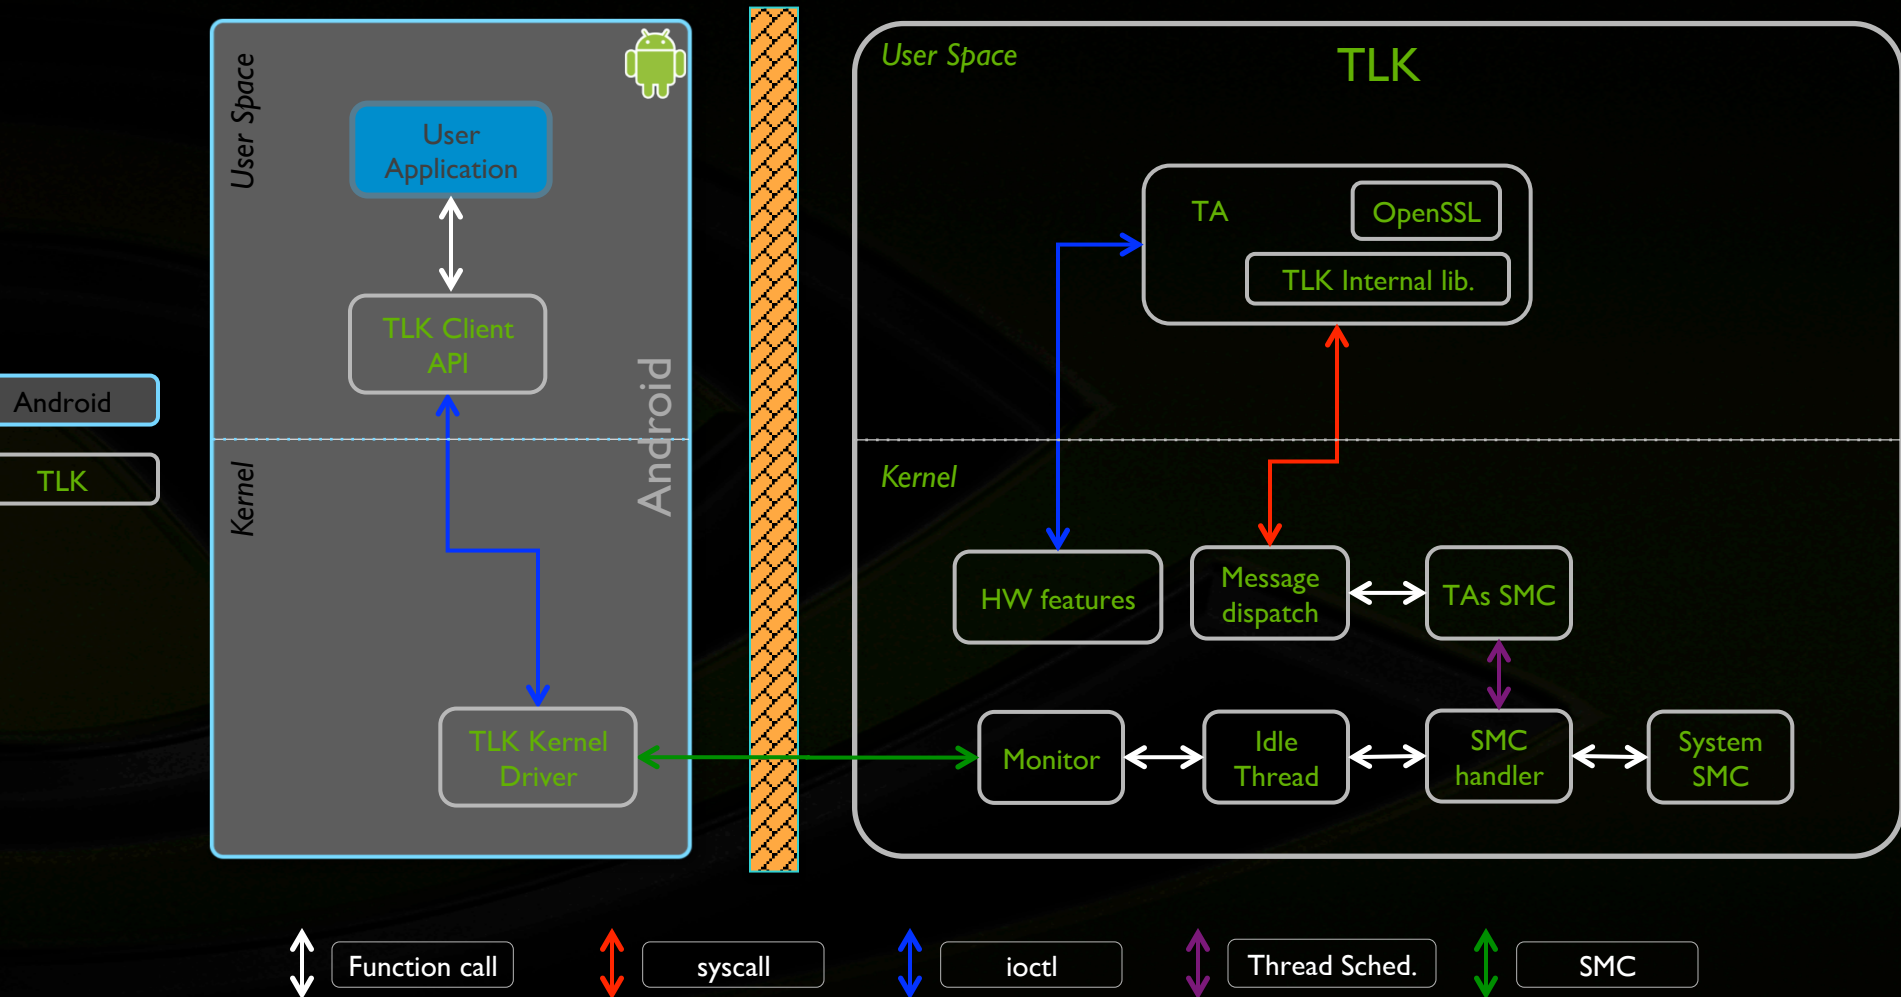 User Space
User
Application
TLK Client
API
Android
Kernel
TLK Kernel
Driver
Android
TLK
User Space
TLK
TA
OpenSSL
TLK Internal lib.
Kernel
HW features
Message
dispatch
TAs SMC
Monitor
Idle
Thread
SMC
handler
System
SMC
Function call
syscall
ioctl
Thread Sched.
SMC